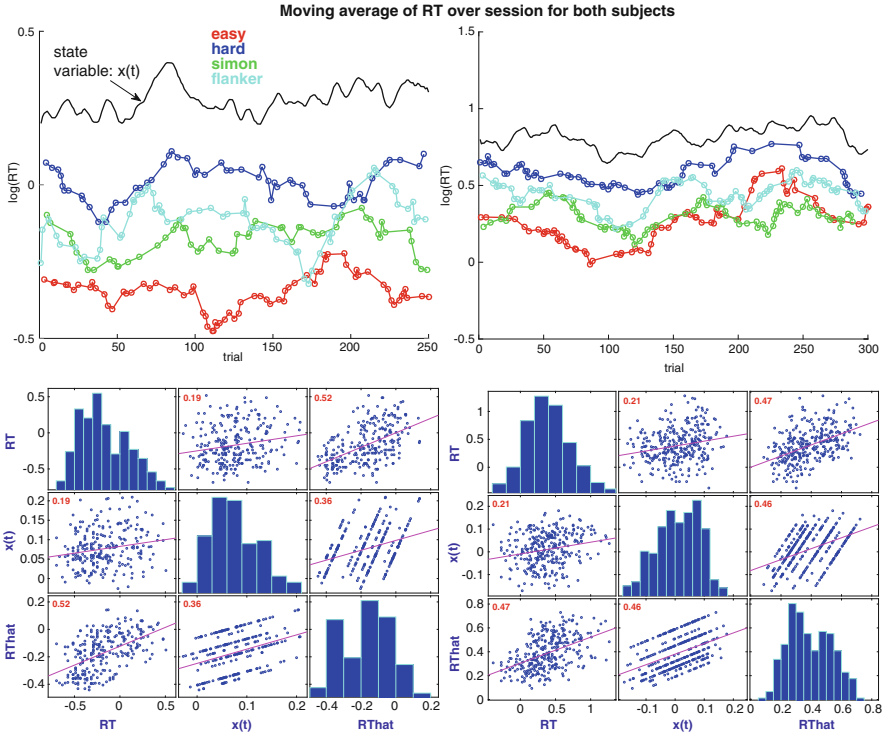 Moving average of RT over session for both subjects
0.5
0
-0.5
log(RT)
state
variable: x(t)
easy
hard
simon
flanker
0 50 100 150 200 250
trial
1.5
1
0.5
0
-0.5
log(RT)
0 50 100 150 200 250 300
trial
RT
0.5
0
-0.5
0.19
0.52
x(t)
0.2
0.15
0.1
0.05
0
0.19
0.36
RThat
0.2
0
-0.2
-0.4
0.52
0.36
-0.5 0 0.5
0 0.1 0.2
-0.4 -0.2 0 0.2
RT x(t) RThat
RT
1
0
0.21
0.47
x(t)
0.2
0.1
0
-0.1
0.21
0.46
RThat
0.8
0.6
0.4
0.2
0
0.47
0.46
0 1
-0.1 0 0.1 0.2
0 0.2 0.4 0.6 0.8
RT x(t) RThat